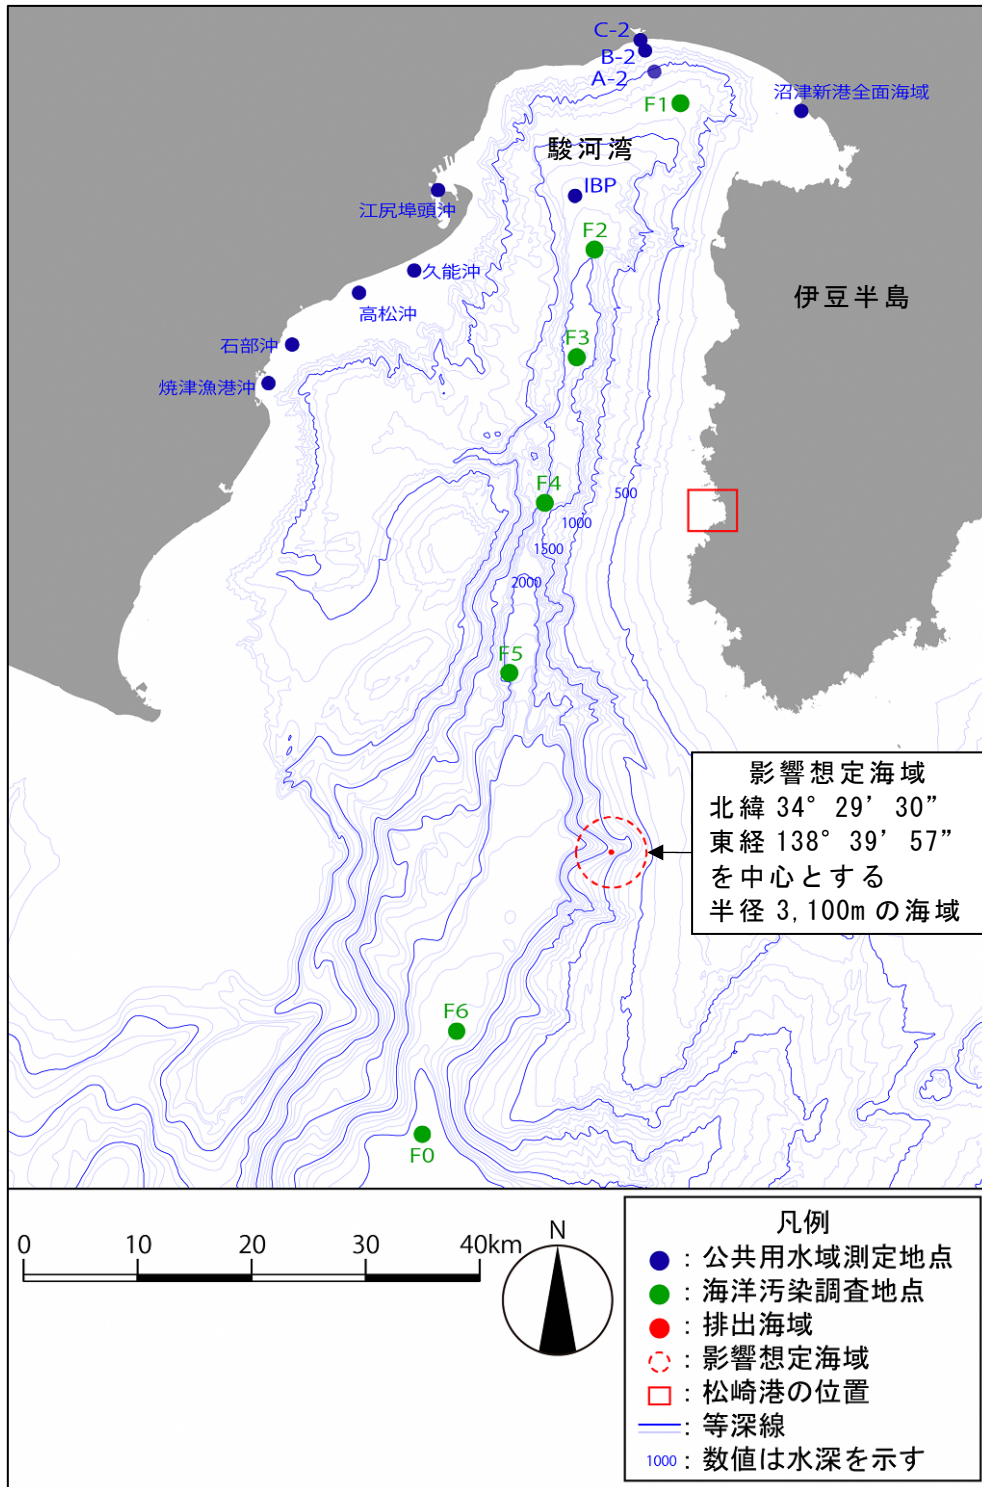 C-2
B-2
A-2
F1
沼津新港全面海域
駿河湾
IBP
江尻埠頭沖
F2
久能沖
伊豆半島
高松沖
F3
石部沖
焼津漁港沖
F4
500
1000
1500
2000
F5
影響想定海域
北緯 34° 29’ 30”
東経 138° 39’ 57”
を中心とする
半径 3,100m の海域
F6
F0
0 10 20 30 40km
N
凡例
：公共用水域測定地点
：海洋汚染調査地点
：排出海域
：影響想定海域
：松崎港の位置
：等深線
1000：数値は水深を示す